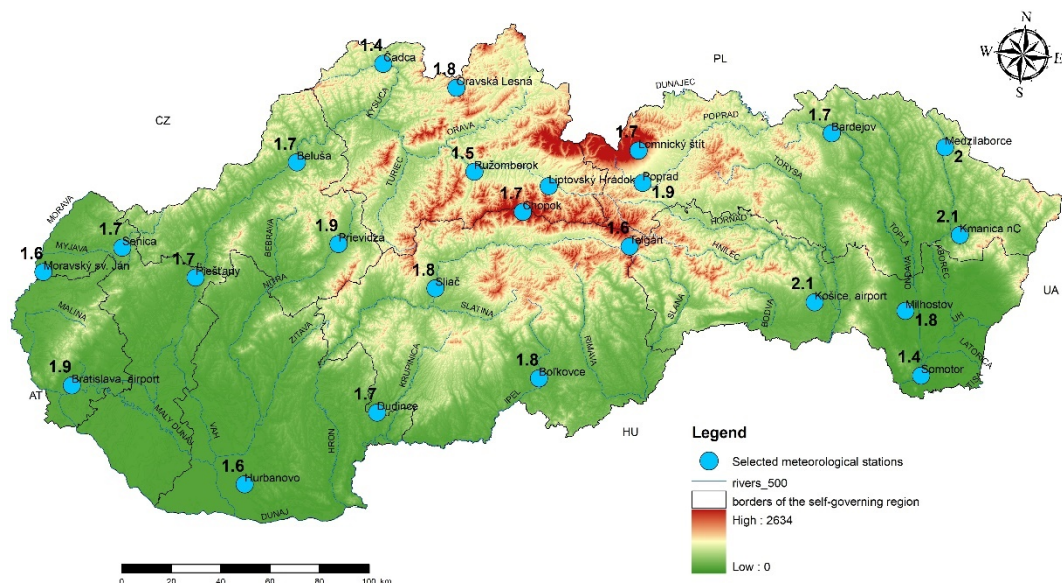 N
W
E
S
PL
CZ
UA
AT
HU
1.4
Čadca
1.8
Oravská Lesná
DUNAJEC
KYSUCA
POPRAD
1.7
Bardejov
Medzilaborce
2
1.7
Lomnický štít
ORAVA
1.7
Beluša
TURIEC
1.5
Ružomberok
Liptovský Hrádok
Poprad
1.9
TORYSA
1.7
Chopok
MORAVA
HORNÁD
1.7
Senica
MYJAVA
BEBRAVA
1.9
Prievidza
1.6
Telgárt
HNILEC
TOPĽA
2.1
Kmanica nC
1.6
Moravský sv. Ján
1.7
Piešťany
NITRA
1.8
Sliač
ONDAVA
LABOREC
MALINA
SLATINA
SLANÁ
BODVA
2.1
Košice, airport
Milhostov
1.8
UH
ŽITAVA
RIMAVA
LATORICA
1.9
Bratislava, airport
KRUPINICA
1.8
Boľkovce
1.4
Somotor
TISA
IPEĽ
MALÝ DUNAJ
VÁH
HRON
1.7
Dudince
1.6
Hurbanovo
DUNAJ
Legend
Selected meteorological stations
rivers_500
borders of the self-governing region
High : 2634
Low : 0
0 20 40 60 80 100 km